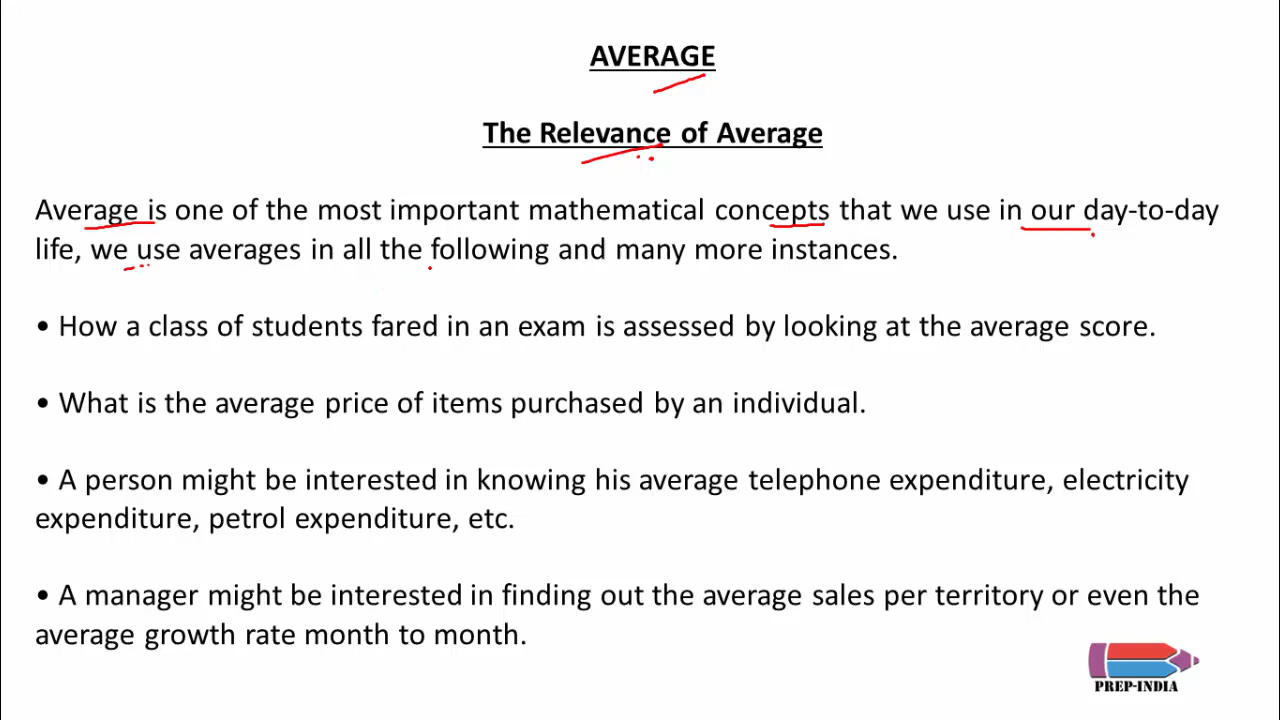 AVERAGE
The Relevance of Average
Average is one of the most important mathematical concepts that we use in our day-to-day
life, we use averages in all the following and many more instances.
• How a class of students fared in an exam is assessed by looking at the average score.
• What is the average price of items purchased by an individual.
• A person might be interested in knowing his average telephone expenditure, electricity
expenditure, petrol expenditure, etc.
• A manager might be interested in finding out the average sales per territory or even the
average growth rate month to month.
PREP-INDIA